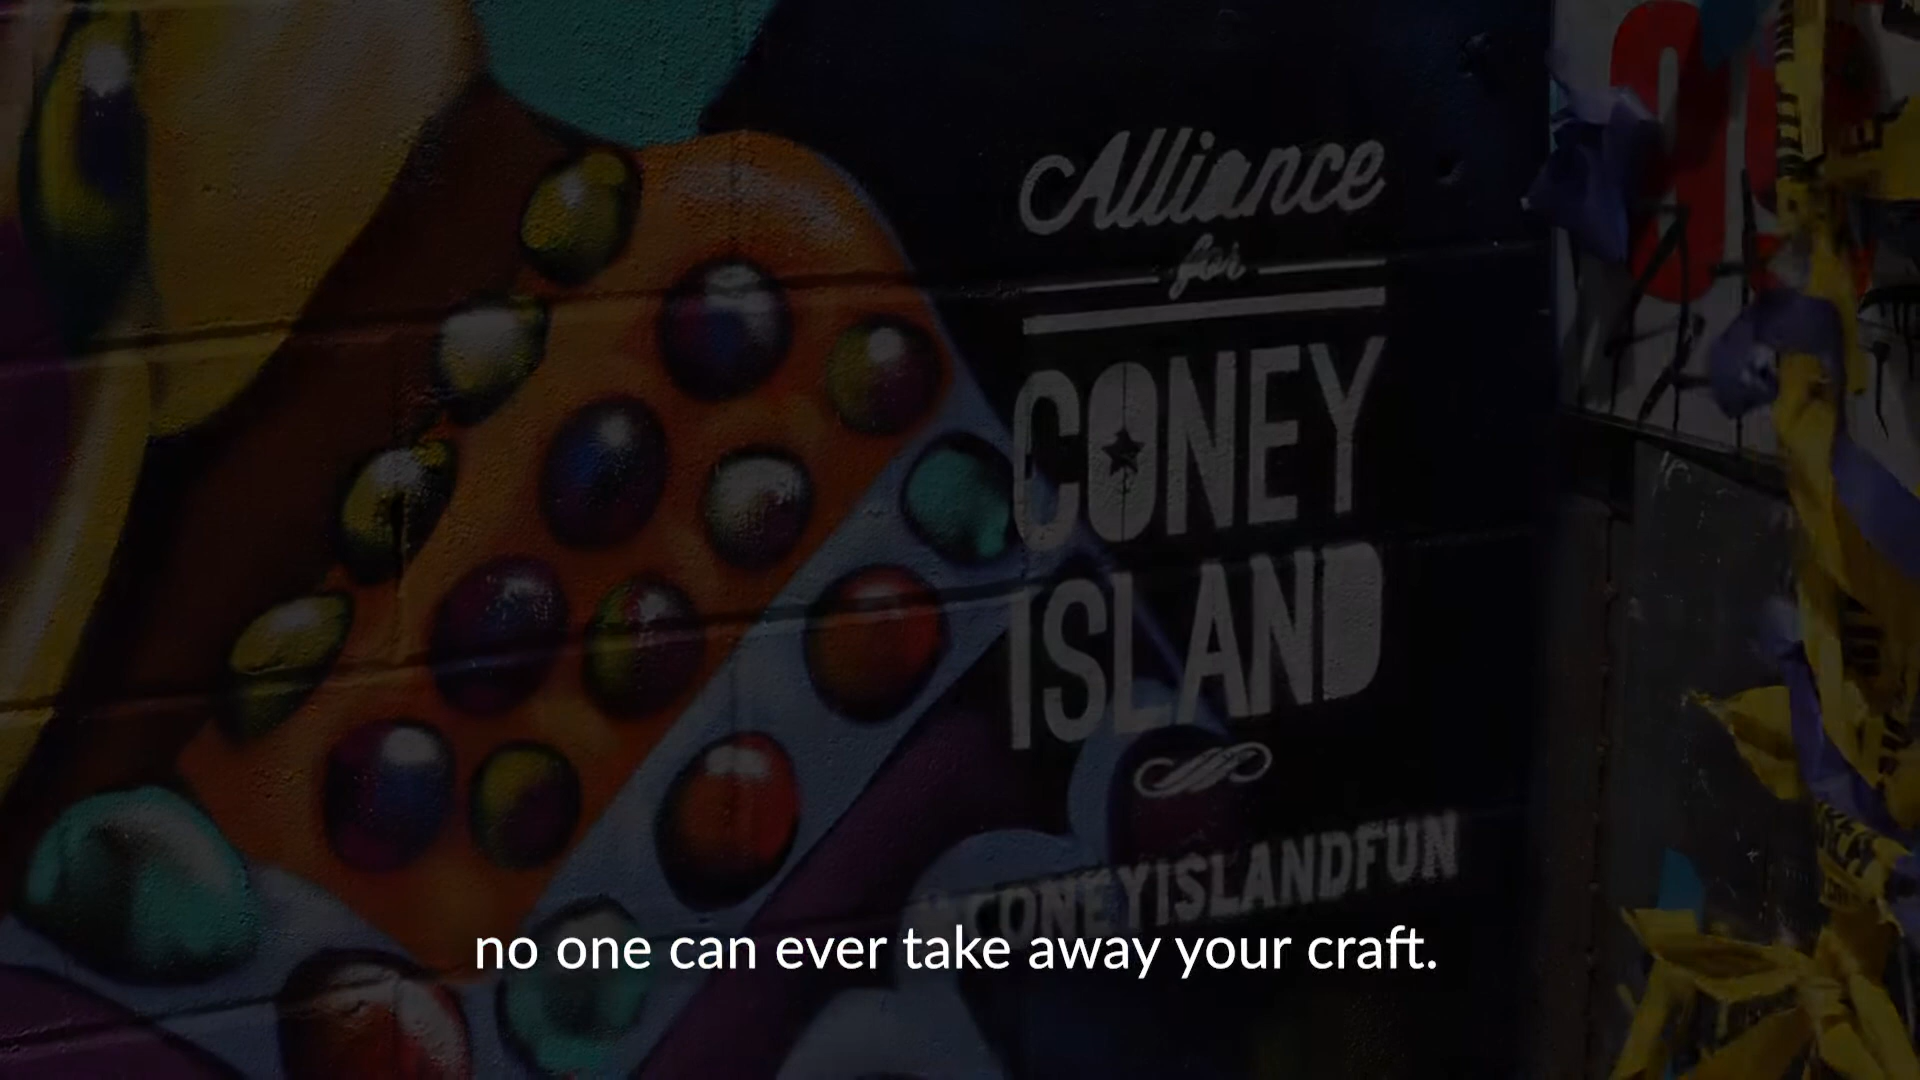 Alliance
for
CONEY
ISLAND
#CONEYISLANDFUN
no one can ever take away your craft.